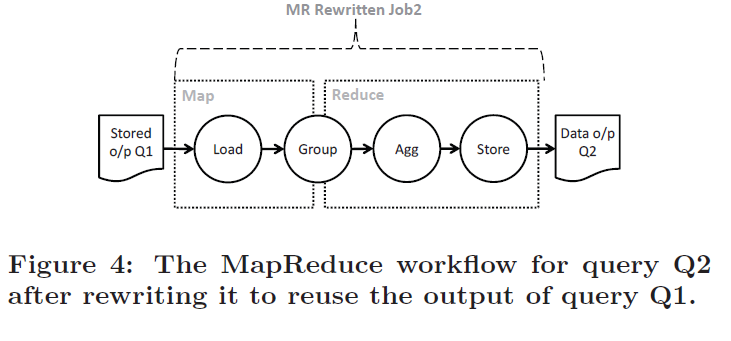 MR Rewritten Job2
Map
Reduce
Stored
o/p Q1
Load
Group
Agg
Store
Data o/p
Q2
Figure 4: The MapReduce workflow for query Q2
after rewriting it to reuse the output of query Q1.